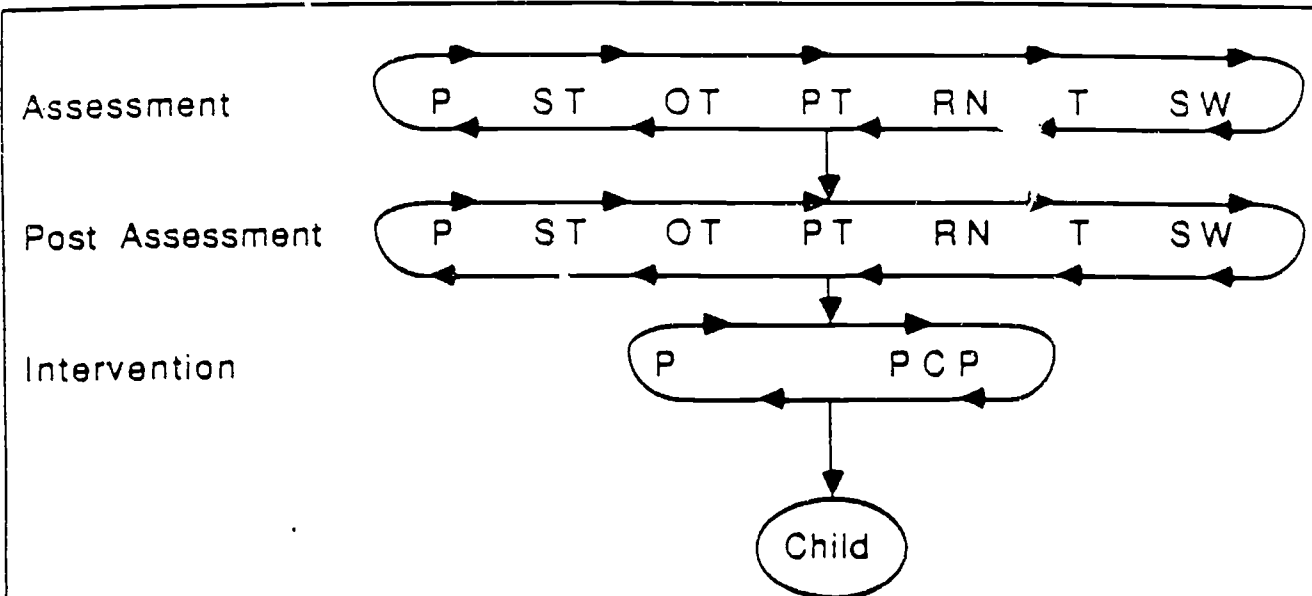 Assessment P ST OT PT RN T SW
Post Assessment P ST OT PT RN T SW
Intervention P PCP
Child